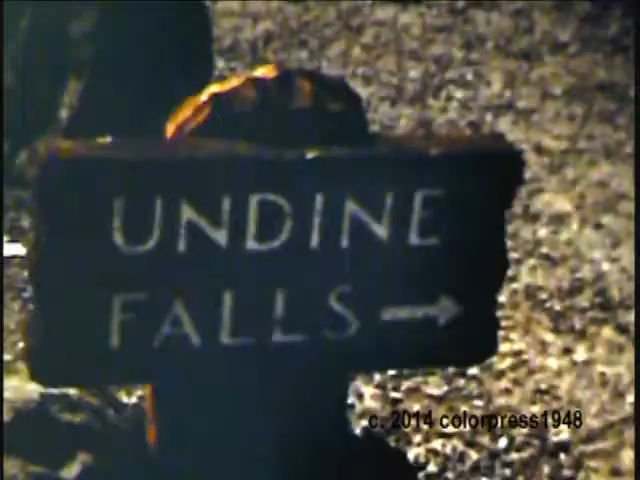 UNDINE
FALLS →
c. 2014 colorpress1948